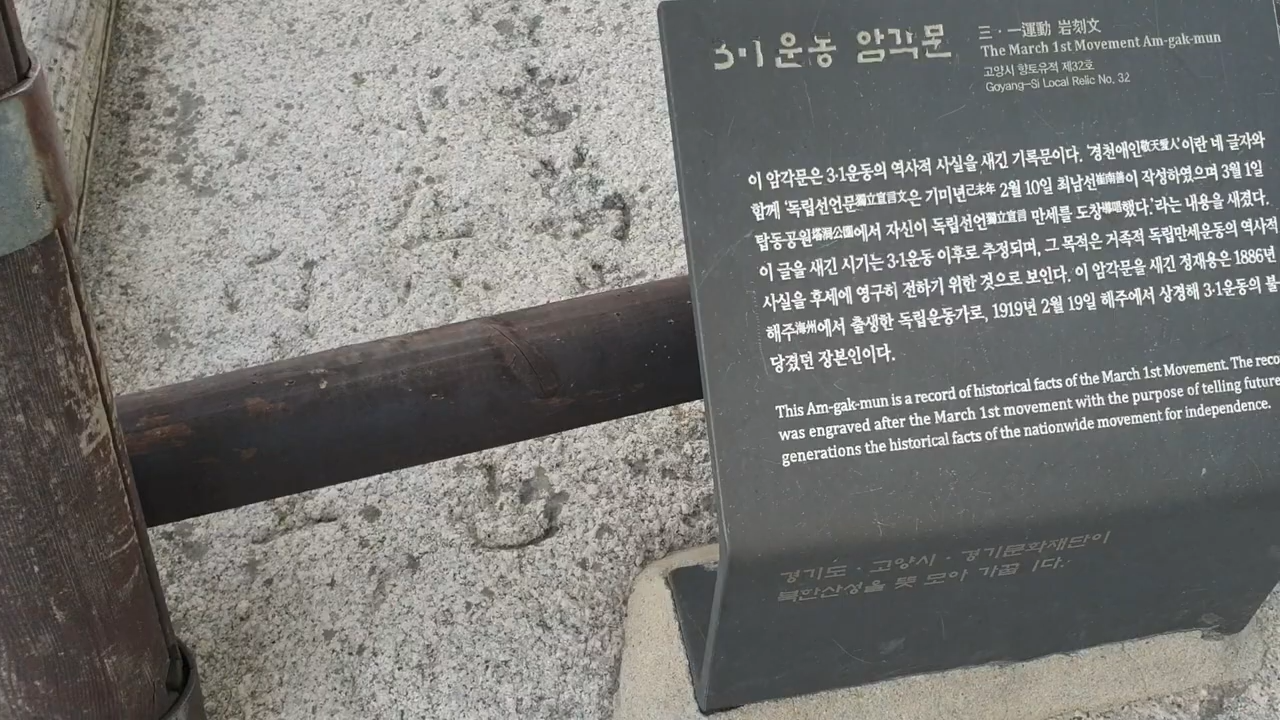 3·1운동 암각문
三·一運動 岩刻文
The March 1st Movement Am-gak-mun
고양시 향토유적 제32호
Goyang-Si Local Relic No. 32
이 암각문은 3·1운동의 역사적 사실을 새긴 기록문이다. '경천애인敬天愛人'이란 네 글자와
함께 '독립선언문獨立宣言文은 기미년己未年 2월 10일 최남선崔南善이 작성하였으며 3월 1일
탑동공원塔洞公園에서 자신이 독립선언獨立宣言 만세를 도창導唱했다.'라는 내용을 새겼다.
이 글을 새긴 시기는 3·1운동 이후로 추정되며, 그 목적은 거족적 독립만세운동의 역사적
사실을 후세에 영구히 전하기 위한 것으로 보인다. 이 암각문을 새긴 정재용은 1886년
해주海州에서 출생한 독립운동가로, 1919년 2월 19일 해주에서 상경해 3·1운동의 불
당겼던 장본인이다.
This Am-gak-mun is a record of historical facts of the March 1st Movement. The reco
was engraved after the March 1st movement with the purpose of telling future
generations the historical facts of the nationwide movement for independence.
경기도 · 고양시 · 경기문화재단이
북한산성을 뜻 모아 가꿉니다.